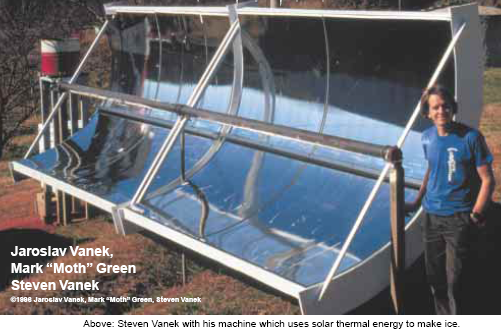 Jaroslav Vanek,
Mark “Moth” Green
Steven Vanek
©1998 Jaroslav Vanek, Mark “Moth” Green, Steven Vanek
Above: Steven Vanek with his machine which uses solar thermal energy to make ice.